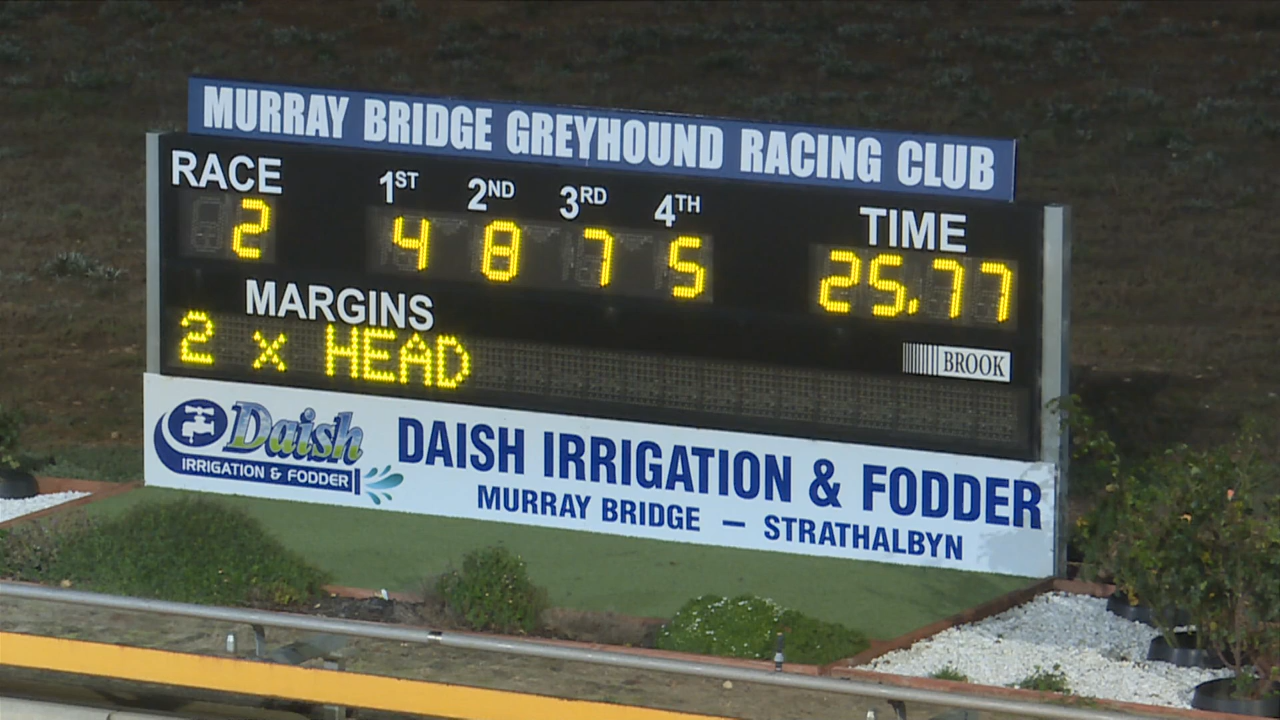 MURRAY BRIDGE GREYHOUND RACING CLUB
RACE 1ST 2ND 3RD 4TH TIME
2 4 8 7 5 25.77
MARGINS
2 x HEAD
BROOK
Daish
IRRIGATION & FODDER
DAISH IRRIGATION & FODDER
MURRAY BRIDGE – STRATHALBYN